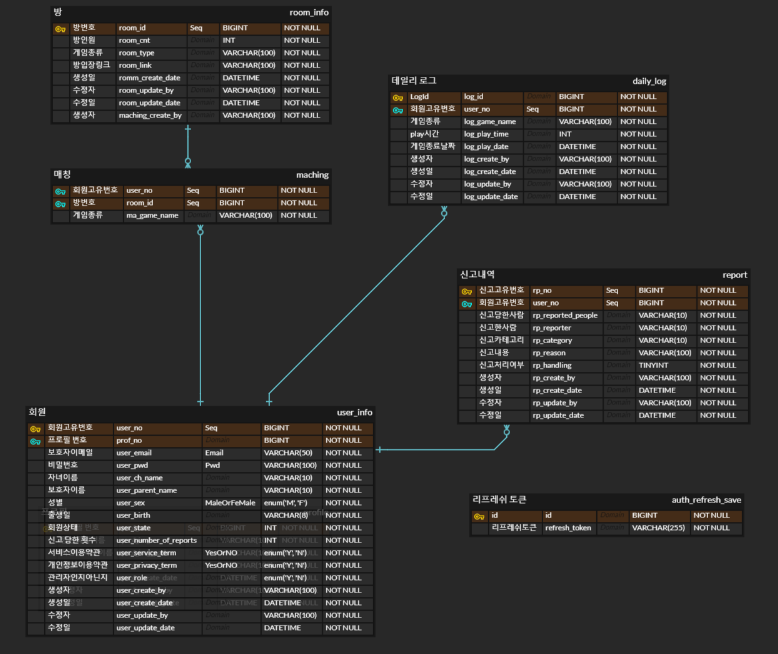 방 room_info
방번호 room_id Seq BIGINT NOT NULL
방인원 room_cnt INT NOT NULL
게임종류 room_type VARCHAR(100) NOT NULL
방입장링크 room_link VARCHAR(100) NOT NULL
생성일 romm_create_date DATETIME NOT NULL
수정자 room_update_by VARCHAR(100) NOT NULL
수정일 room_update_date DATETIME NOT NULL
생성자 maching_create_by VARCHAR(100) NOT NULL
매칭 maching
회원고유번호 user_no Seq BIGINT NOT NULL
방번호 room_id Seq BIGINT NOT NULL
게임종류 ma_game_name VARCHAR(100) NOT NULL
데일리 로그 daily_log
LogId log_id Domain BIGINT NOT NULL
회원고유번호 user_no Seq BIGINT NOT NULL
게임종류 log_game_name VARCHAR(100) NOT NULL
play시간 log_play_time INT NOT NULL
게임종료날짜 log_play_date DATETIME NOT NULL
생성자 log_create_by VARCHAR(100) NOT NULL
생성일 log_create_date DATETIME NOT NULL
수정자 log_update_by VARCHAR(100) NOT NULL
수정일 log_update_date DATETIME NOT NULL
신고내역 report
신고고유번호 rp_no Seq BIGINT NOT NULL
회원고유번호 user_no Seq BIGINT NOT NULL
신고당한사람 rp_reported_people VARCHAR(10) NOT NULL
신고한사람 rp_reporter VARCHAR(10) NOT NULL
신고카테고리 rp_category VARCHAR(10) NOT NULL
신고내용 rp_reason VARCHAR(100) NOT NULL
신고처리여부 rp_handling TINYINT NOT NULL
생성자 rp_create_by VARCHAR(100) NOT NULL
생성일 rp_create_date DATETIME NOT NULL
수정자 rp_update_by VARCHAR(100) NOT NULL
수정일 rp_update_date DATETIME NOT NULL
회원 user_info
회원고유번호 user_no Seq BIGINT NOT NULL
프로필 번호 prof_no BIGINT NOT NULL
보호자이메일 user_email Email VARCHAR(50) NOT NULL
비밀번호 user_pwd Pwd VARCHAR(100) NOT NULL
자녀이름 user_ch_name VARCHAR(10) NOT NULL
보호자이름 user_parent_name VARCHAR(10) NOT NULL
성별 user_sex MaleOrFeMale enum('M', 'F') NOT NULL
출생일 user_birth VARCHAR(8) NOT NULL
회원상태 user_state INT NOT NULL
신고 당한 횟수 user_number_of_reports INT NOT NULL
서비스이용약관 user_service_term YesOrNO enum('Y', 'N') NOT NULL
개인정보이용약관 user_privacy_term YesOrNO enum('Y', 'N') NOT NULL
관리자인지아닌지 user_role enum('Y', 'N') NOT NULL
생성자 user_create_by VARCHAR(100) NOT NULL
생성일 user_create_date DATETIME NOT NULL
수정자 user_update_by VARCHAR(100) NOT NULL
수정일 user_update_date DATETIME NOT NULL
리프레쉬 토큰 auth_refresh_save
id id Domain BIGINT NOT NULL
리프레쉬토큰 refresh_token Domain VARCHAR(255) NOT NULL